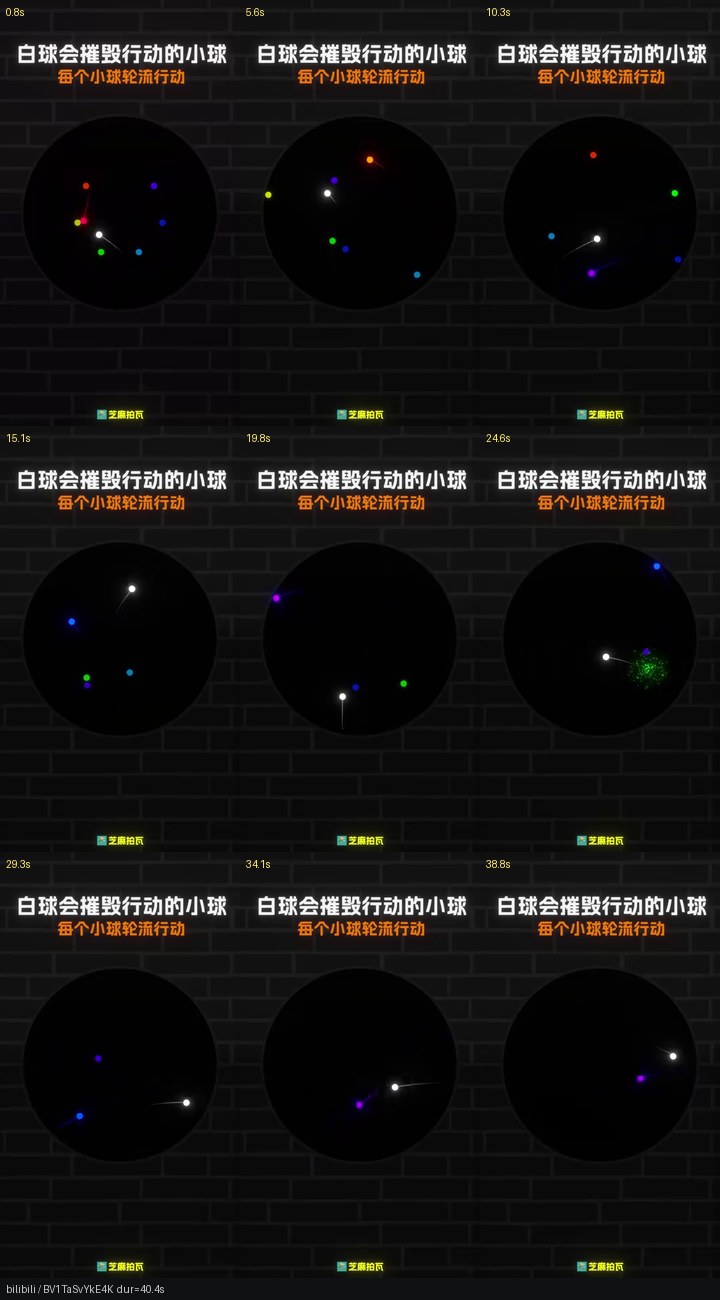 0.8s
白球会摧毁行动的小球
每个小球轮流行动
芝麻拍瓦
5.6s
白球会摧毁行动的小球
每个小球轮流行动
芝麻拍瓦
10.3s
白球会摧毁行动的小球
每个小球轮流行动
芝麻拍瓦
15.1s
白球会摧毁行动的小球
每个小球轮流行动
芝麻拍瓦
19.8s
白球会摧毁行动的小球
每个小球轮流行动
芝麻拍瓦
24.6s
白球会摧毁行动的小球
每个小球轮流行动
芝麻拍瓦
29.3s
白球会摧毁行动的小球
每个小球轮流行动
芝麻拍瓦
34.1s
白球会摧毁行动的小球
每个小球轮流行动
芝麻拍瓦
38.8s
白球会摧毁行动的小球
每个小球轮流行动
芝麻拍瓦
bilibili / BV1TaSvYkE4K dur=40.4s